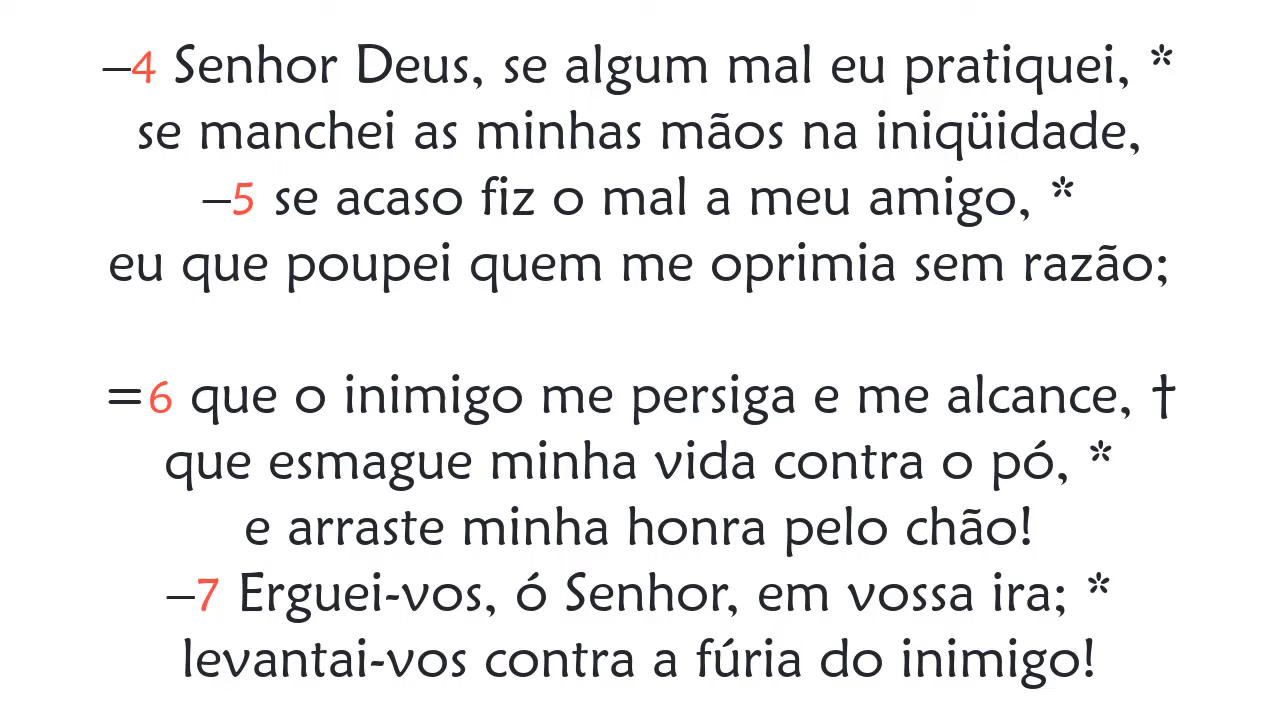 –4 Senhor Deus, se algum mal eu pratiquei, *
se manchei as minhas mãos na iniqüidade,
–5 se acaso fiz o mal a meu amigo, *
eu que poupei quem me oprimia sem razão;
=6 que o inimigo me persiga e me alcance, †
que esmague minha vida contra o pó, *
e arraste minha honra pelo chão!
–7 Erguei-vos, ó Senhor, em vossa ira; *
levantai-vos contra a fúria do inimigo!